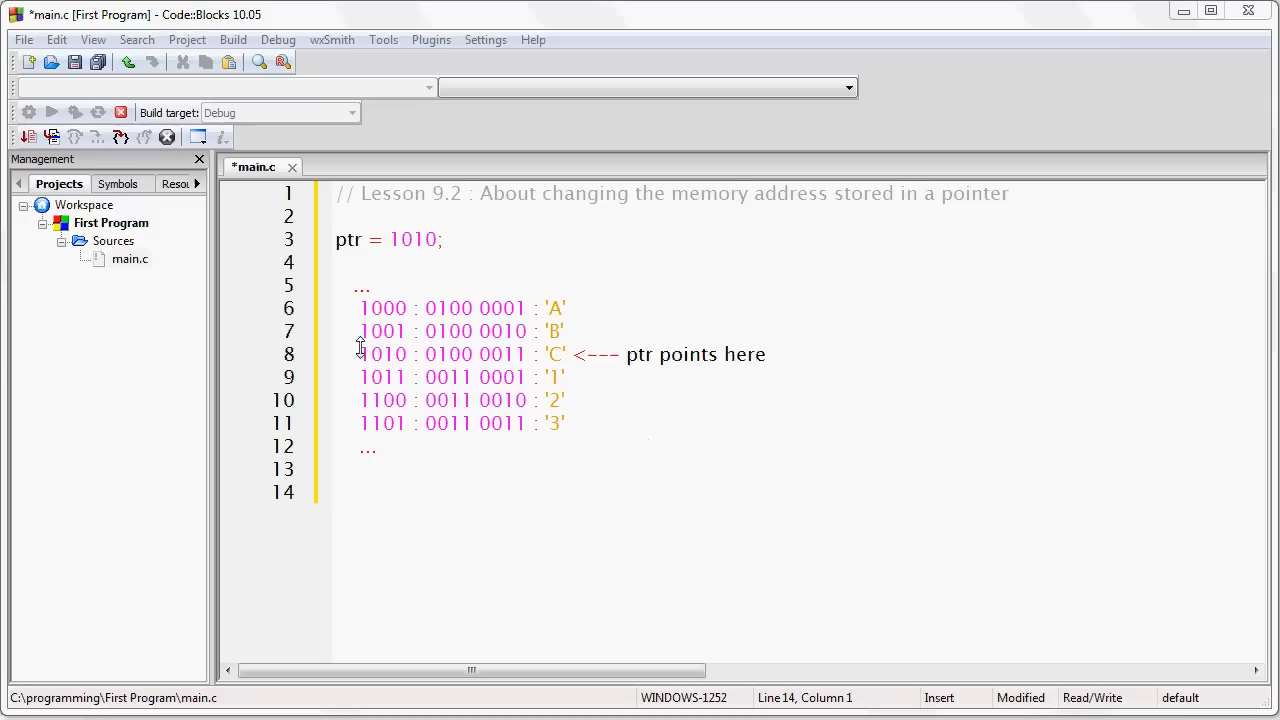 *main.c [First Program] - Code::Blocks 10.05
File Edit View Search Project Build Debug wxSmith Tools Plugins Settings Help
Build target: Debug
Management
Projects Symbols Resou
*main.c
Workspace
First Program
Sources
main.c
1 // Lesson 9.2 : About changing the memory address stored in a pointer
2
3 ptr = 1010;
4
5 ...
6 1000 : 0100 0001 : 'A'
7 1001 : 0100 0010 : 'B'
8 1010 : 0100 0011 : 'C' <--- ptr points here
9 1011 : 0011 0001 : '1'
10 1100 : 0011 0010 : '2'
11 1101 : 0011 0011 : '3'
12 ...
13
14
C:\programming\First Program\main.c WINDOWS-1252 Line 14, Column 1 Insert Modified Read/Write default